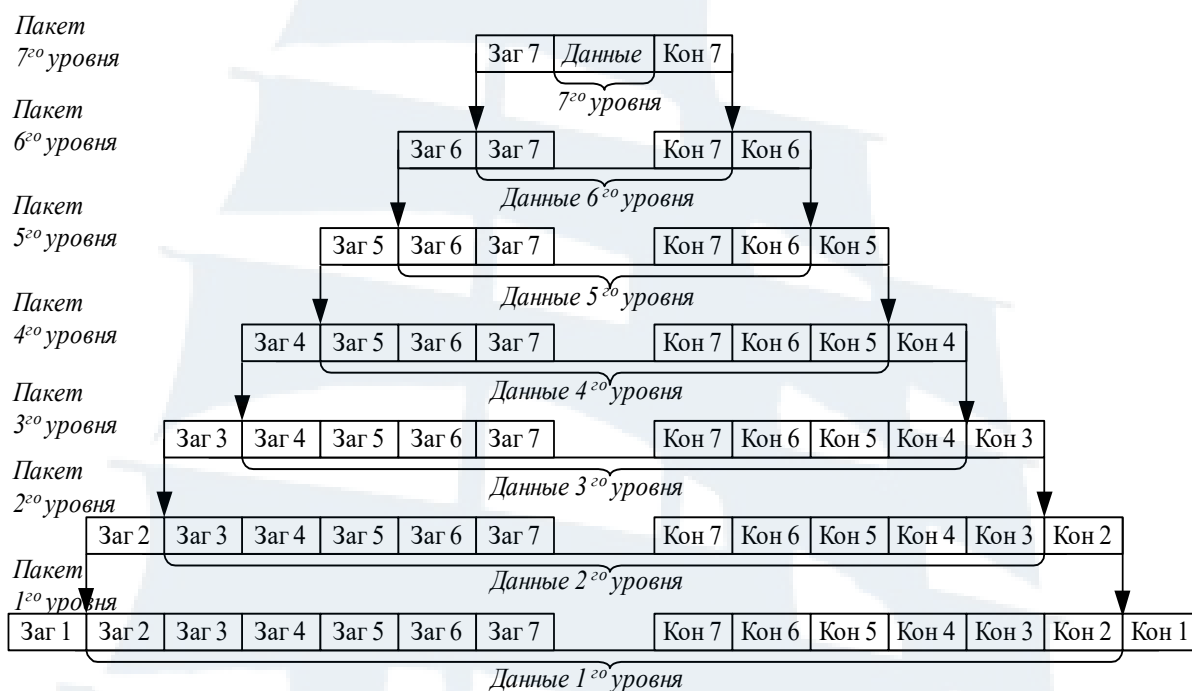 Пакет
7го уровня
Заг 7 Данные Кон 7
7го уровня
Пакет
6го уровня
Заг 6 Заг 7 Кон 7 Кон 6
Данные 6го уровня
Пакет
5го уровня
Заг 5 Заг 6 Заг 7 Кон 7 Кон 6 Кон 5
Данные 5го уровня
Пакет
4го уровня
Заг 4 Заг 5 Заг 6 Заг 7 Кон 7 Кон 6 Кон 5 Кон 4
Данные 4го уровня
Пакет
3го уровня
Заг 3 Заг 4 Заг 5 Заг 6 Заг 7 Кон 7 Кон 6 Кон 5 Кон 4 Кон 3
Данные 3го уровня
Пакет
2го уровня
Заг 2 Заг 3 Заг 4 Заг 5 Заг 6 Заг 7 Кон 7 Кон 6 Кон 5 Кон 4 Кон 3 Кон 2
Данные 2го уровня
Пакет
1го уровня
Заг 1 Заг 2 Заг 3 Заг 4 Заг 5 Заг 6 Заг 7 Кон 7 Кон 6 Кон 5 Кон 4 Кон 3 Кон 2 Кон 1
Данные 1го уровня